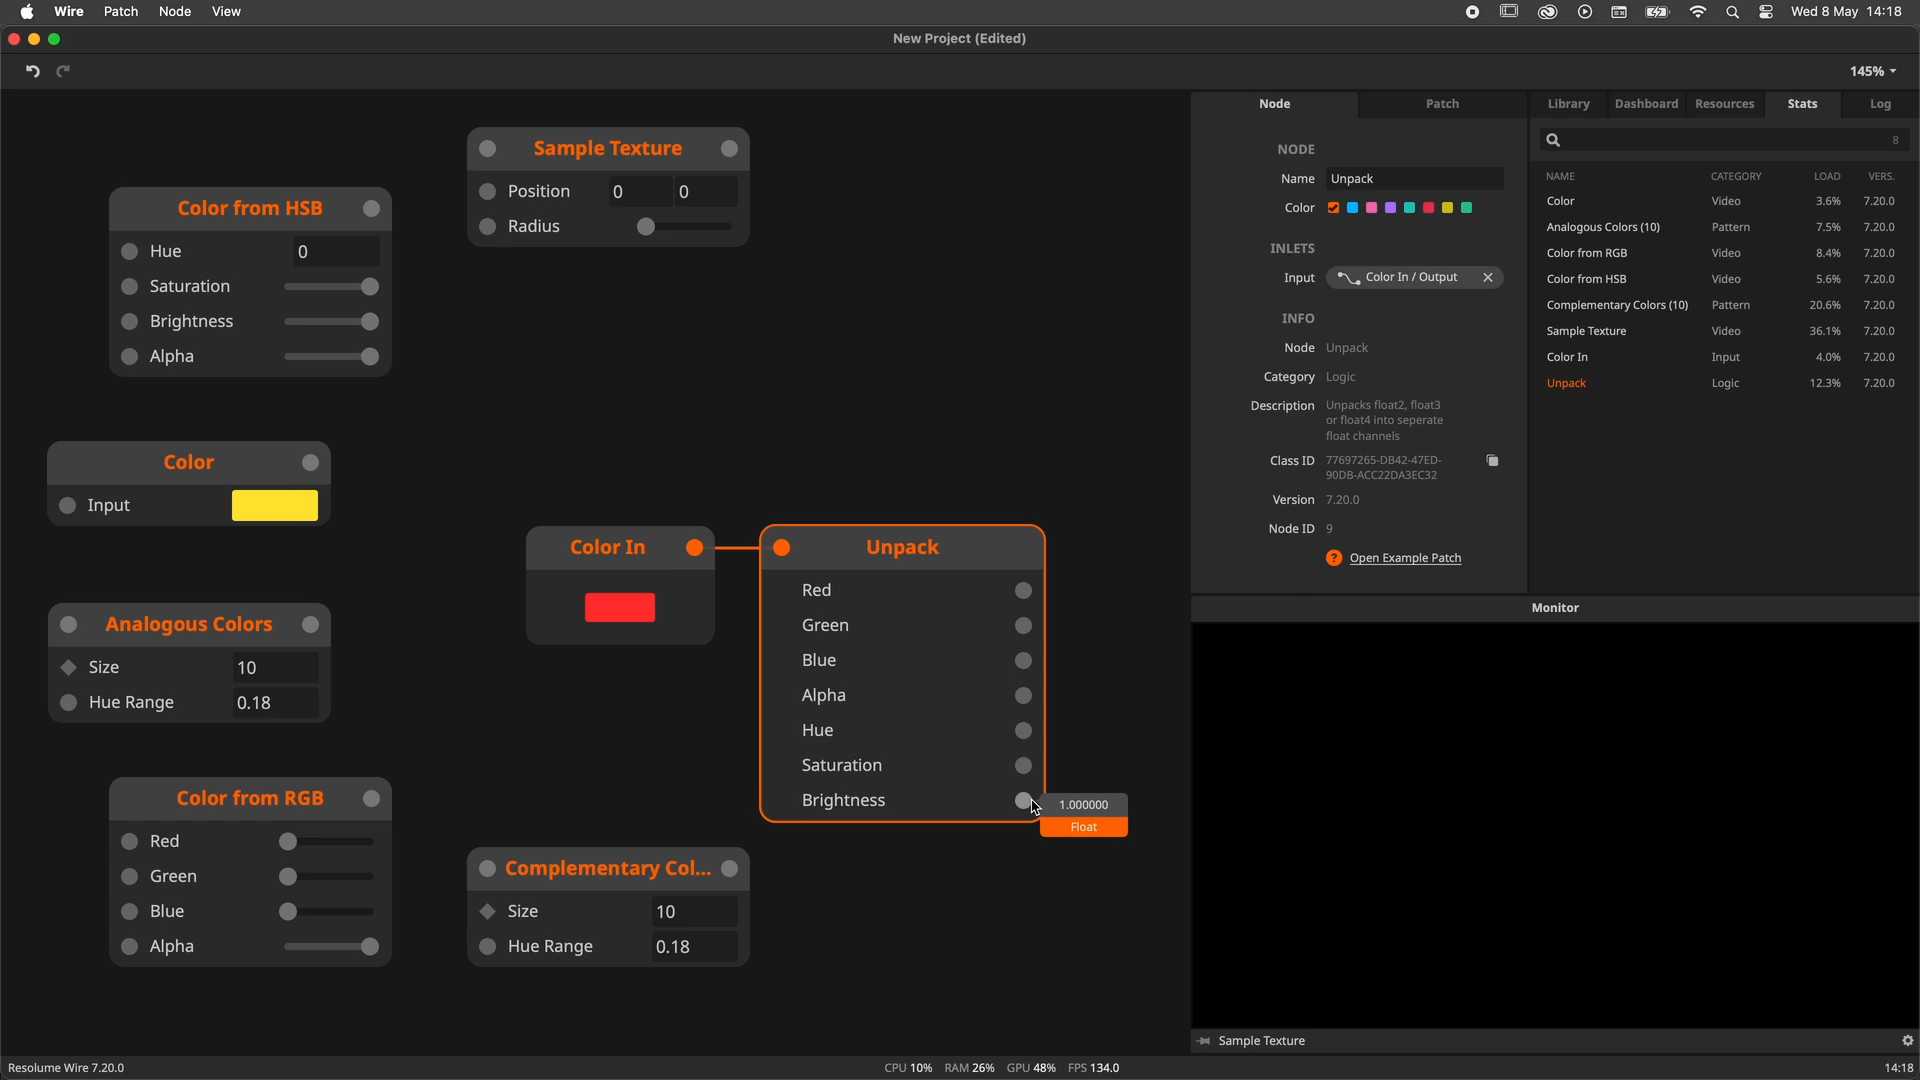 Wire Patch Node View Wed 8 May 14:18
New Project (Edited)
145%
Sample Texture
Position 0 0
Radius
Color from HSB
Hue 0
Saturation
Brightness
Alpha
Color
Input
Color In
Unpack
Red
Green
Blue
Alpha
Hue
Saturation
Brightness
1.000000
Float
Analogous Colors
Size 10
Hue Range 0.18
Color from RGB
Red
Green
Blue
Alpha
Complementary Col...
Size 10
Hue Range 0.18
Node Patch
NODE
Name Unpack
Color
INLETS
Input Color In / Output
INFO
Node Unpack
Category Logic
Description Unpacks float2, float3
or float4 into seperate
float channels
Class ID 77697265-DB42-47ED-
90DB-ACC22DA3EC32
Version 7.20.0
Node ID 9
? Open Example Patch
Library Dashboard Resources Stats Log
8
NAME CATEGORY LOAD VERS.
Color Video 3.6% 7.20.0
Analogous Colors (10) Pattern 7.5% 7.20.0
Color from RGB Video 8.4% 7.20.0
Color from HSB Video 5.6% 7.20.0
Complementary Colors (10) Pattern 20.6% 7.20.0
Sample Texture Video 36.1% 7.20.0
Color In Input 4.0% 7.20.0
Unpack Logic 12.3% 7.20.0
Monitor
Sample Texture
Resolume Wire 7.20.0 CPU 10% RAM 26% GPU 48% FPS 134.0 14:18